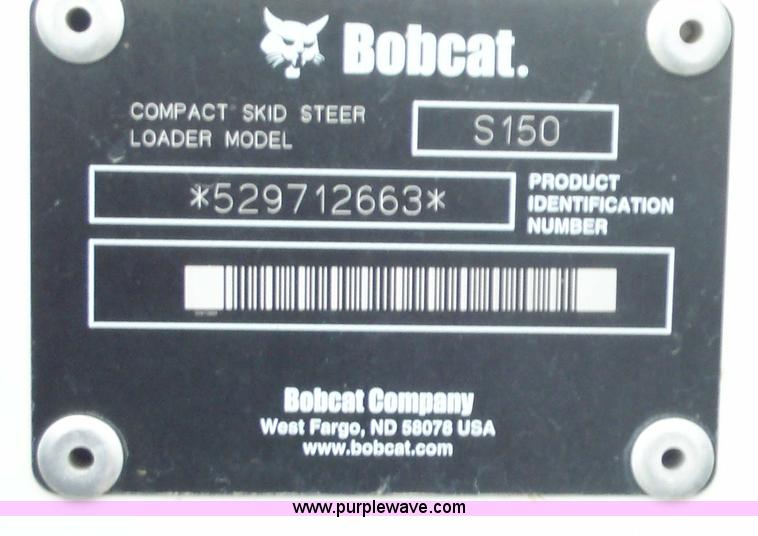 Bobcat.
COMPACT SKID STEER
LOADER MODEL
S150
*529712663*
PRODUCT
IDENTIFICATION
NUMBER
Bobcat Company
West Fargo, ND 58078 USA
www.bobcat.com
www.purplewave.com